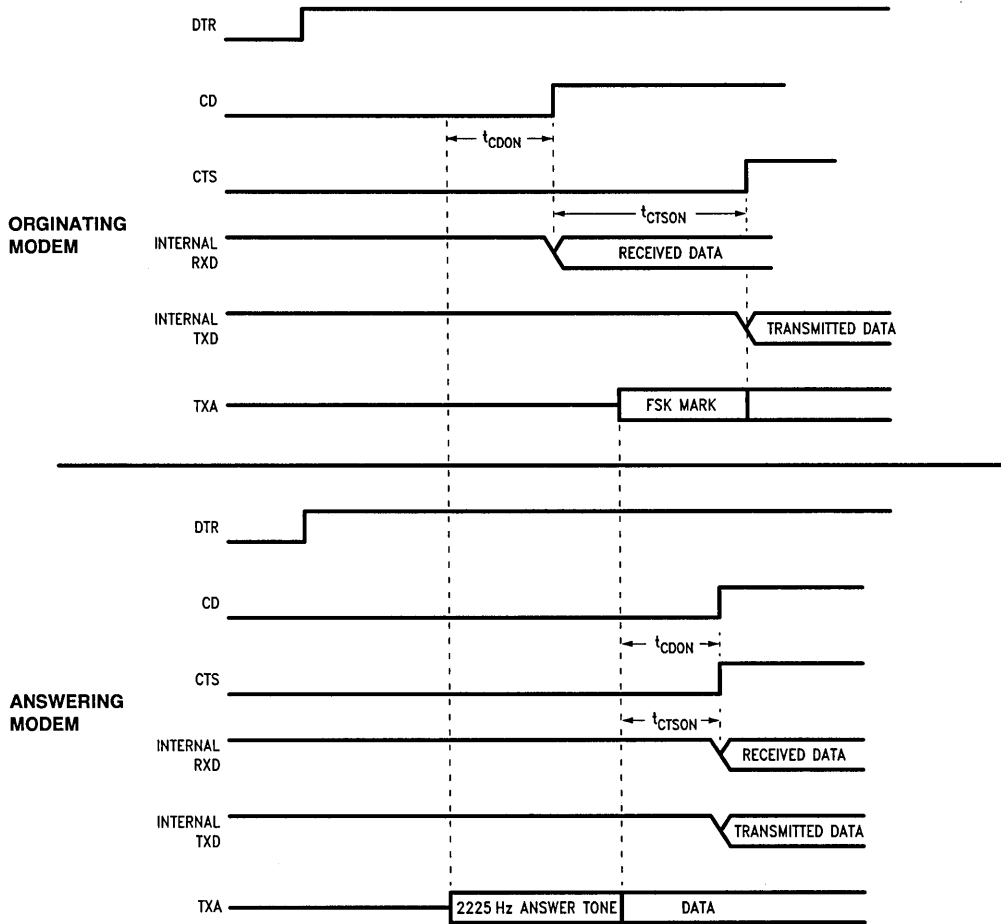 DTR
CD
tCDON
CTS
tCTSON
ORGINATING
MODEM
INTERNAL
RXD
RECEIVED DATA
INTERNAL
TXD
TRANSMITTED DATA
TXA
FSK MARK
DTR
CD
tCDON
CTS
ANSWERING
MODEM
tCTSON
INTERNAL
RXD
RECEIVED DATA
INTERNAL
TXD
TRANSMITTED DATA
TXA
2225 Hz ANSWER TONE
DATA